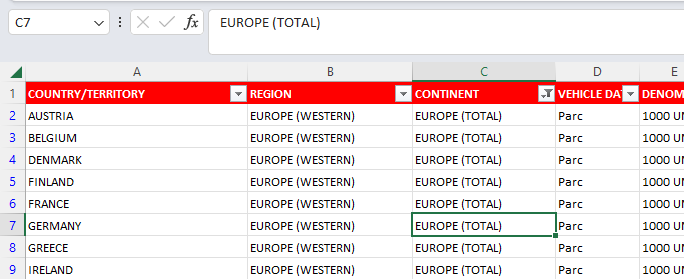 C7 fx EUROPE (TOTAL)
A B C D E
1 COUNTRY/TERRITORY REGION CONTINENT VEHICLE DA DENOM
2 AUSTRIA EUROPE (WESTERN) EUROPE (TOTAL) Parc 1000 UN
3 BELGIUM EUROPE (WESTERN) EUROPE (TOTAL) Parc 1000 UN
4 DENMARK EUROPE (WESTERN) EUROPE (TOTAL) Parc 1000 UN
5 FINLAND EUROPE (WESTERN) EUROPE (TOTAL) Parc 1000 UN
6 FRANCE EUROPE (WESTERN) EUROPE (TOTAL) Parc 1000 UN
7 GERMANY EUROPE (WESTERN) EUROPE (TOTAL) Parc 1000 UN
8 GREECE EUROPE (WESTERN) EUROPE (TOTAL) Parc 1000 UN
9 IRELAND EUROPE (WESTERN) EUROPE (TOTAL) Parc 1000 UN